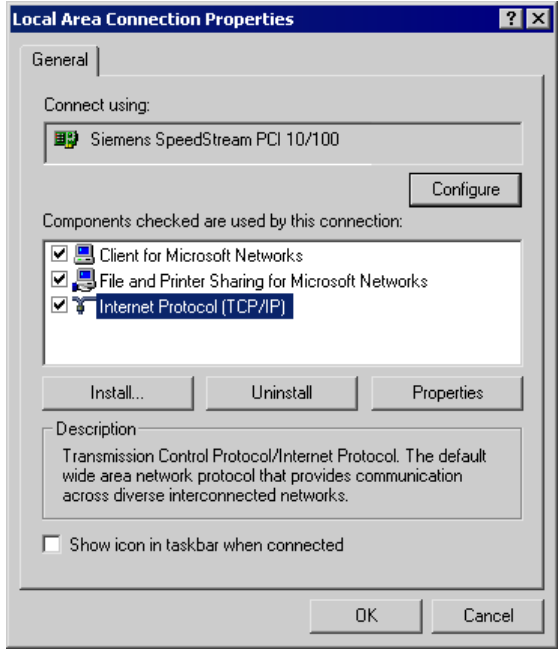 Local Area Connection Properties
General
Connect using:
Siemens SpeedStream PCI 10/100
Configure
Components checked are used by this connection:
Client for Microsoft Networks
File and Printer Sharing for Microsoft Networks
Internet Protocol (TCP/IP)
Install... Uninstall Properties
Description
Transmission Control Protocol/Internet Protocol. The default
wide area network protocol that provides communication
across diverse interconnected networks.
Show icon in taskbar when connected
OK Cancel